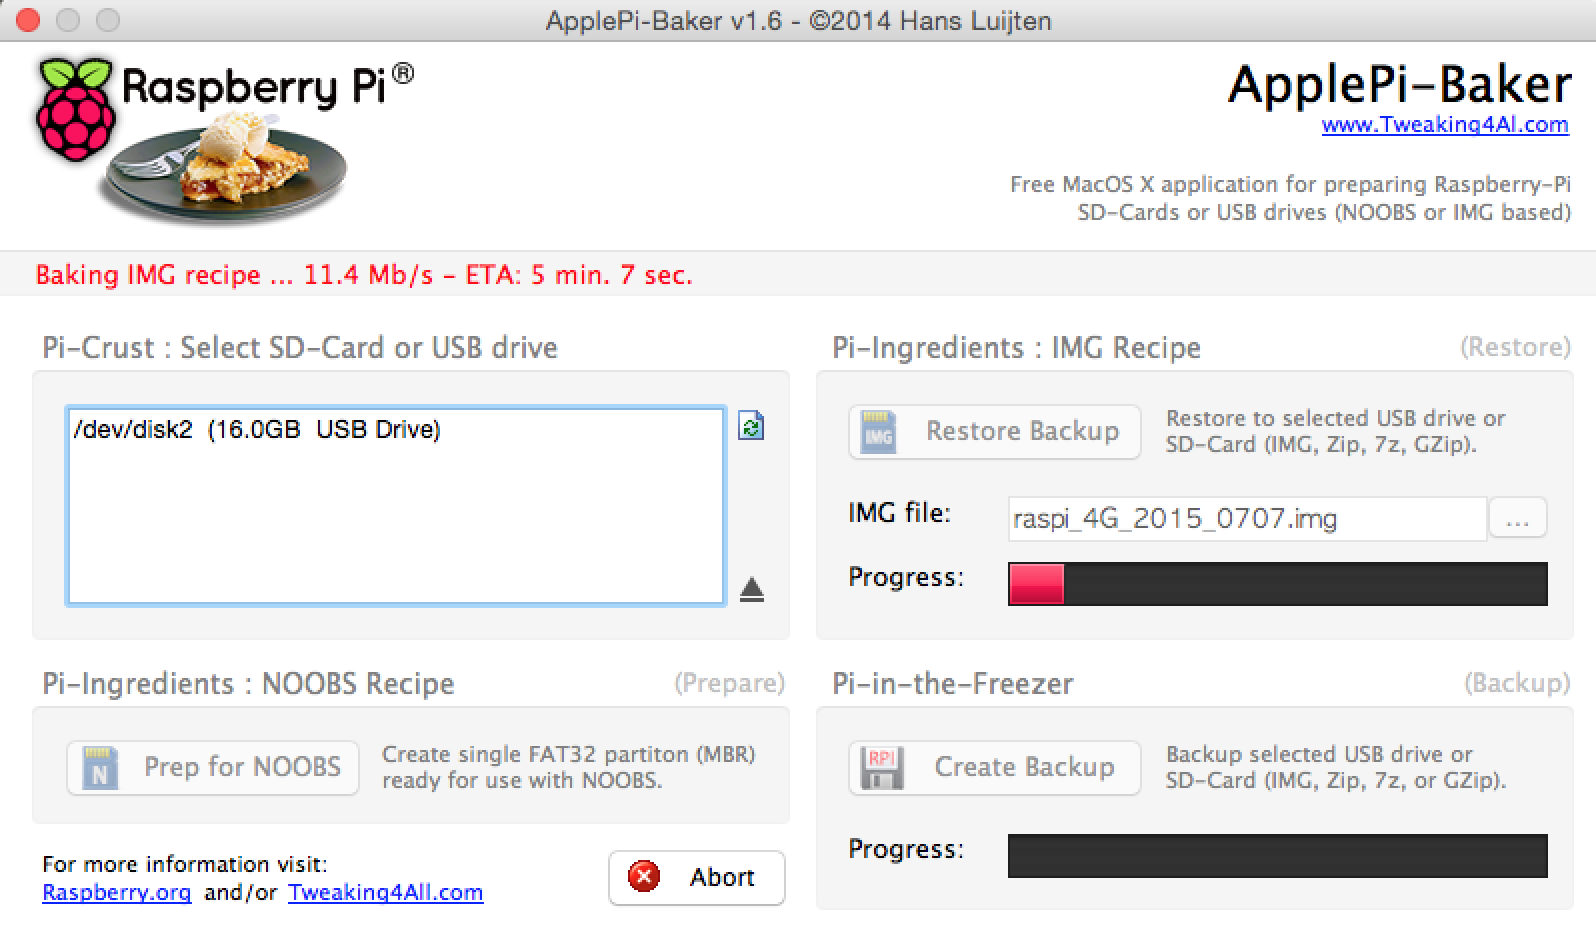 ApplePi-Baker v1.6 - ©2014 Hans Luijten
Raspberry Pi®
ApplePi-Baker
www.Tweaking4Al.com
Free MacOS X application for preparing Raspberry-Pi
SD-Cards or USB drives (NOOBS or IMG based)
Baking IMG recipe ... 11.4 Mb/s - ETA: 5 min. 7 sec.
Pi-Crust : Select SD-Card or USB drive
/dev/disk2 (16.0GB USB Drive)
Pi-Ingredients : IMG Recipe (Restore)
IMG Restore Backup
Restore to selected USB drive or
SD-Card (IMG, Zip, 7z, GZip).
IMG file: raspi_4G_2015_0707.img ...
Progress:
Pi-Ingredients : NOOBS Recipe (Prepare)
N Prep for NOOBS
Create single FAT32 partiton (MBR)
ready for use with NOOBS.
Pi-in-the-Freezer (Backup)
RPI Create Backup
Backup selected USB drive or
SD-Card (IMG, Zip, 7z, or GZip).
Progress:
For more information visit:
Raspberry.org and/or Tweaking4All.com
Abort